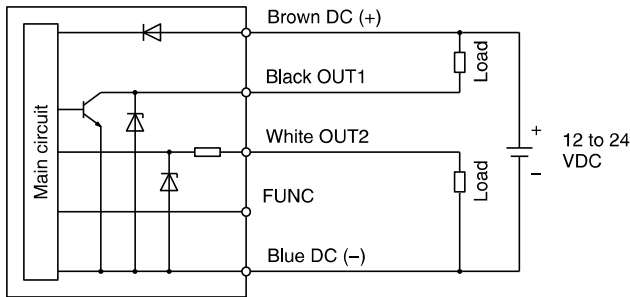 Brown DC (+)
Main circuit
Load
Black OUT1
White OUT2
+
12 to 24
VDC
−
Load
FUNC
Blue DC (−)